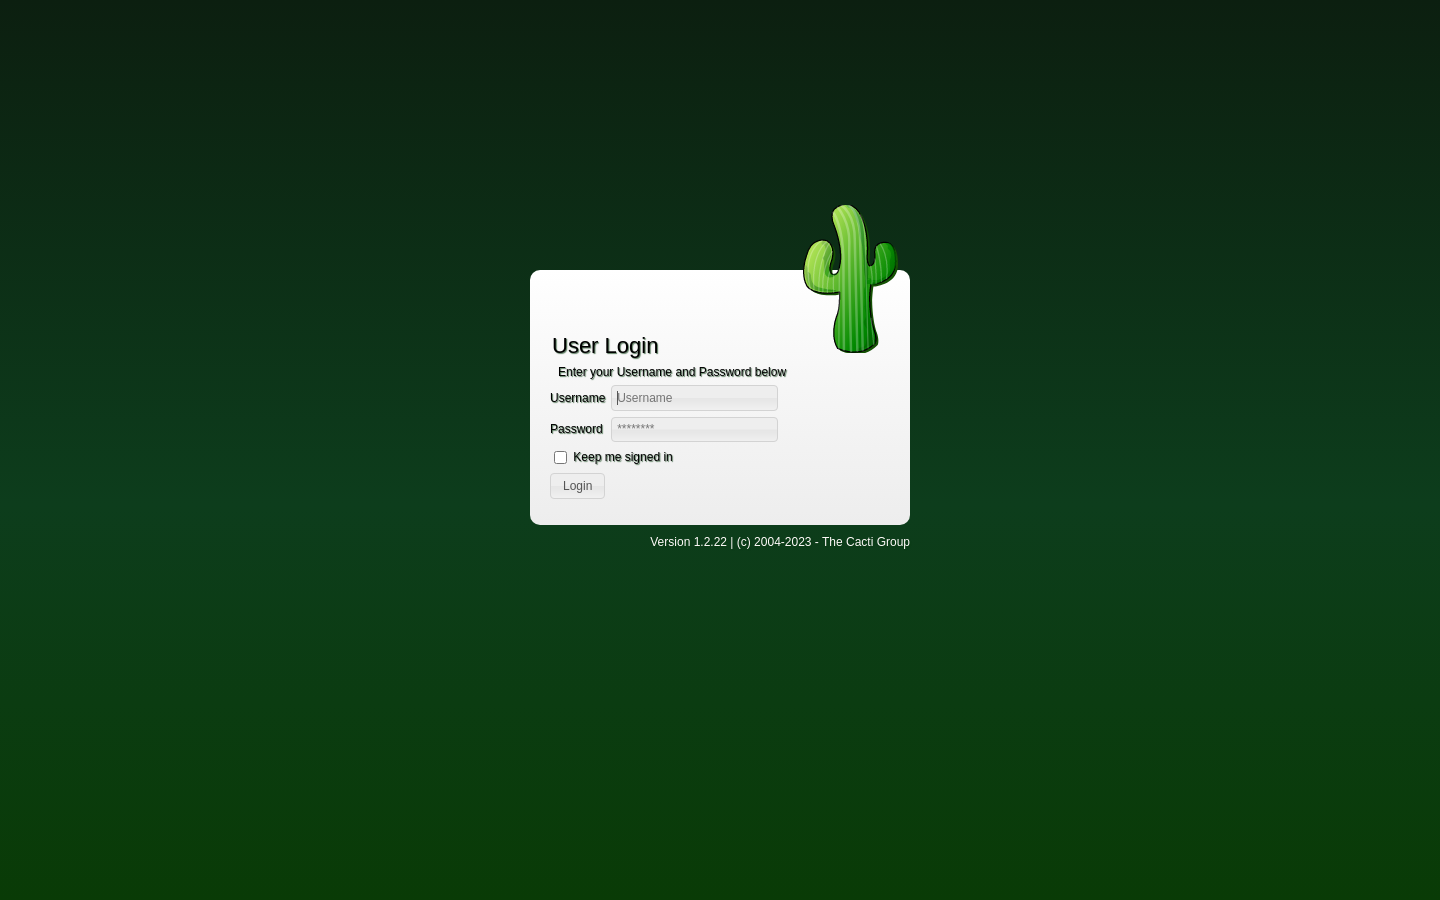 User Login
Enter your Username and Password below
Username Username
Password ********
Keep me signed in
Login
Version 1.2.22 | (c) 2004-2023 - The Cacti Group